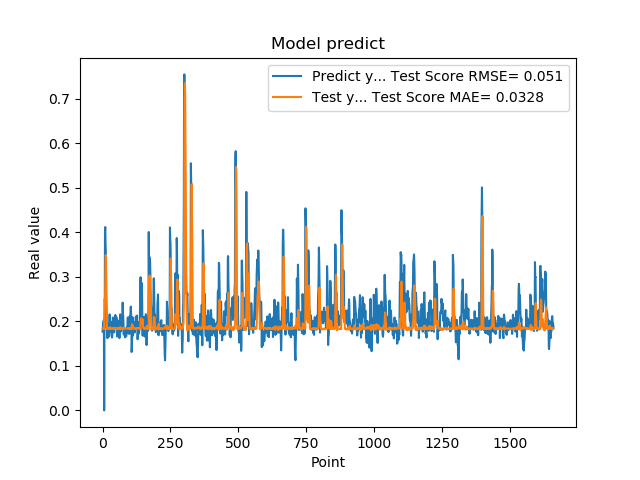 Model predict
Predict y... Test Score RMSE= 0.051
Test y... Test Score MAE= 0.0328
Real value
0.7
0.6
0.5
0.4
0.3
0.2
0.1
0.0
0 250 500 750 1000 1250 1500
Point